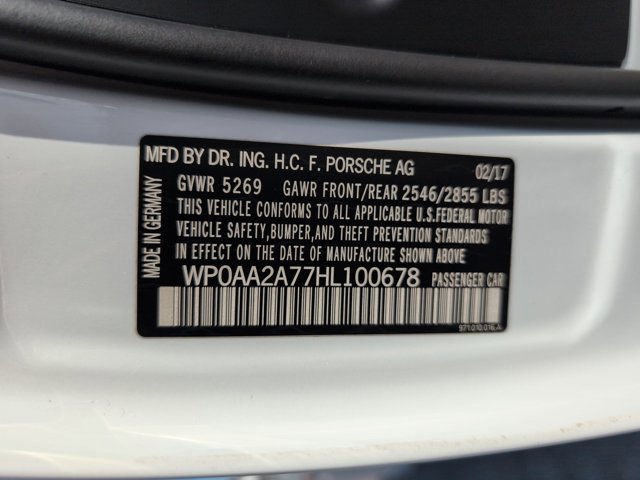 MFD BY DR. ING. H.C. F. PORSCHE AG 02/17
GVWR 5269 GAWR FRONT/REAR 2546/2855 LBS
THIS VEHICLE CONFORMS TO ALL APPLICABLE U.S.FEDERAL MOTOR
VEHICLE SAFETY,BUMPER,AND THEFT PREVENTION STANDARDS
IN EFFECT ON THE DATE OF MANUFACTURE SHOWN ABOVE.
WP0AA2A77HL100678 PASSENGER CAR
971.010.016.A
MADE IN GERMANY